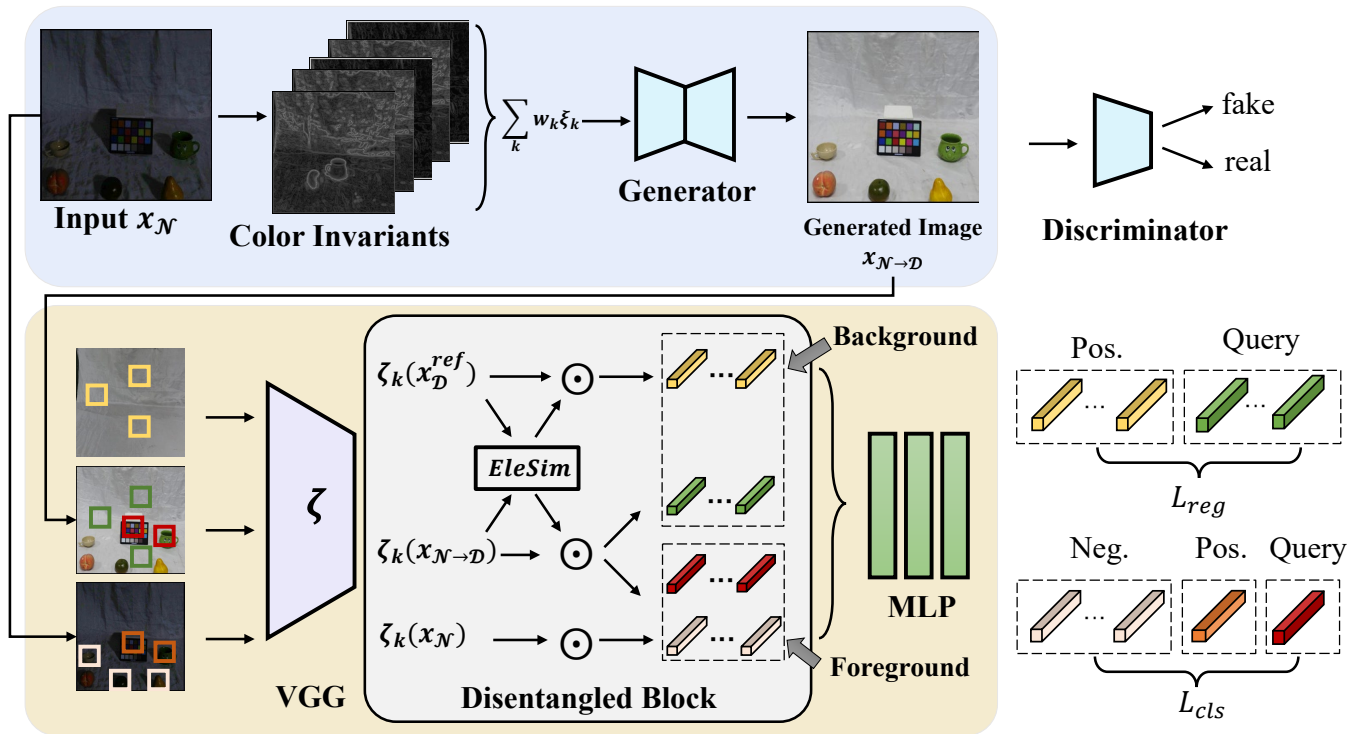 Input $x_{\mathcal{N}}$
Color Invariants
$\sum_k w_k \xi_k$
Generator
Generated Image
$x_{\mathcal{N} \to \mathcal{D}}$
fake
real
Discriminator
$\zeta_k(x_{\mathcal{D}}^{ref})$
EleSim
$\zeta_k(x_{\mathcal{N} \to \mathcal{D}})$
$\zeta_k(x_{\mathcal{N}})$
ζ
VGG
Disentangled Block
Background
Foreground
MLP
Pos.
Query
$L_{reg}$
Neg.
Pos.
Query
$L_{cls}$